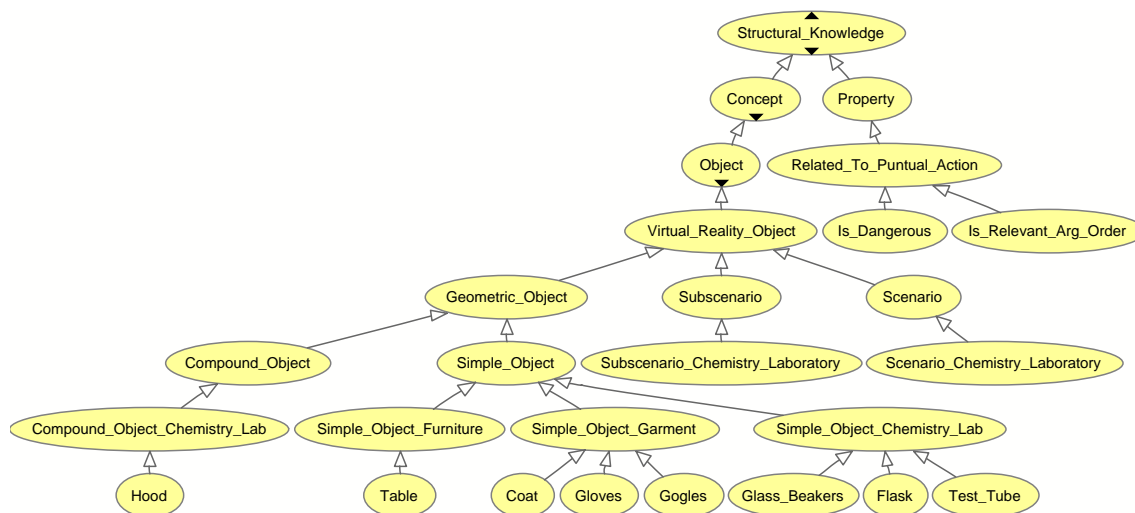 Structural_Knowledge
Concept
Property
Object
Related_To_Puntual_Action
Virtual_Reality_Object
Is_Dangerous
Is_Relevant_Arg_Order
Geometric_Object
Subscenario
Scenario
Compound_Object
Simple_Object
Subscenario_Chemistry_Laboratory
Scenario_Chemistry_Laboratory
Compound_Object_Chemistry_Lab
Simple_Object_Furniture
Simple_Object_Garment
Simple_Object_Chemistry_Lab
Hood
Table
Coat
Gloves
Gogles
Glass_Beakers
Flask
Test_Tube